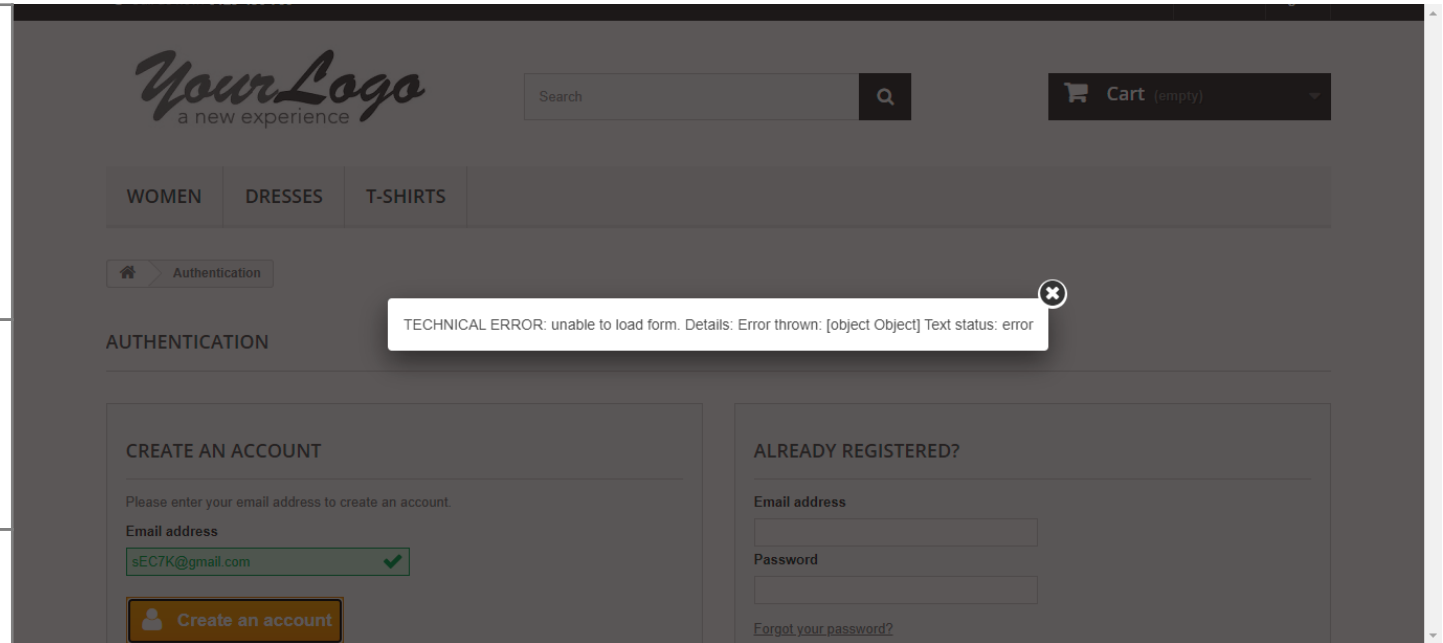 YourLogo
a new experience
Search
Cart (empty)
WOMEN
DRESSES
T-SHIRTS
Authentication
TECHNICAL ERROR: unable to load form. Details: Error thrown: [object Object] Text status: error
AUTHENTICATION
CREATE AN ACCOUNT
Please enter your email address to create an account.
Email address
sEC7K@gmail.com
Create an account
ALREADY REGISTERED?
Email address
Password
Forgot your password?